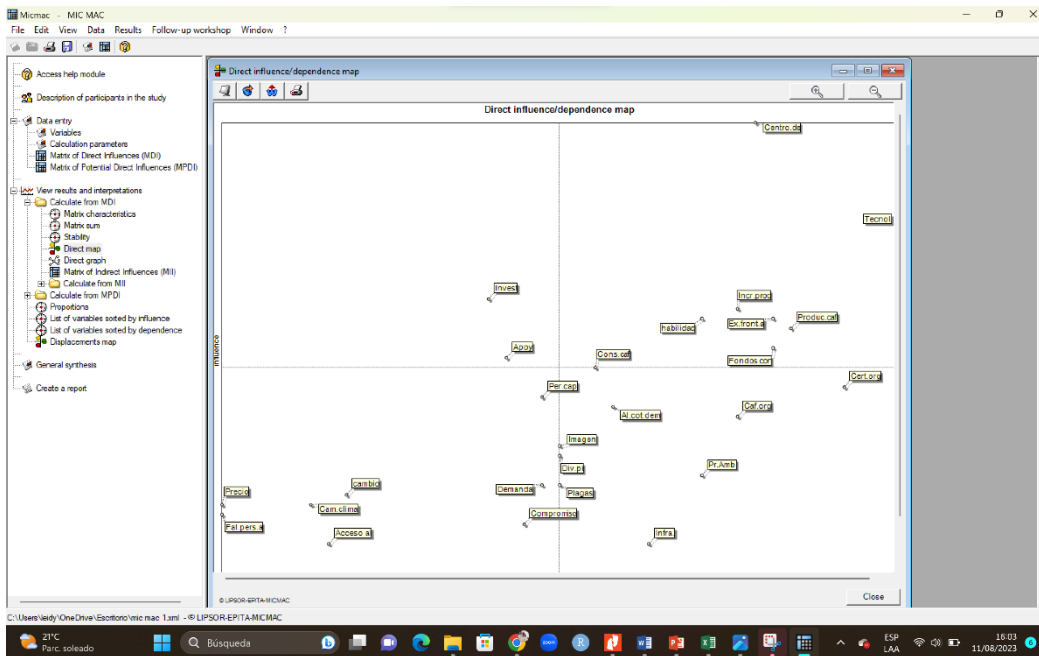 Micmac - MIC MAC
File Edit View Data Results Follow-up workshop Window ?
Access help module
Description of participants in the study
Data entry
Variables
Calculation parameters
Matrix of Direct Influences (MDI)
Matrix of Potential Direct Influences (MPDI)
View results and interpretations
Calculate from MDI
Matrix characteristics
Matrix sum
Stability
Direct map
Direct graph
Matrix of Indirect Influences (MII)
Calculate from MII
Calculate from MPDI
Proportions
List of variables sorted by influence
List of variables sorted by dependence
Displacements map
General synthesis
Create a report
Direct influence/dependence map
Direct influence/dependence map
Centro.de
Tecnol
Invest
Incr.prod
Produc.caf
Ex.front.a
habilidad
Apoy
Cons.caf
Fondos.con
Cert.org
Per.cap
Caf.org
Al.cot.dem
Imagen
Div.pr
Pr.Amb
cambio
Precio
Demanda
Plagas
Cam.clima
Compromiso
Fal.pers.a
Acceso a
Infra.
influence
© LIPSOR-EPITA-MICMAC
Close
C:\Users\leidy\OneDrive\Escritorio\mic mac 1.xml - © LIPSOR-EPITA-MICMAC
21°C
Parc. soleado
Búsqueda
ESP
LAA
16:03
11/08/2023
6